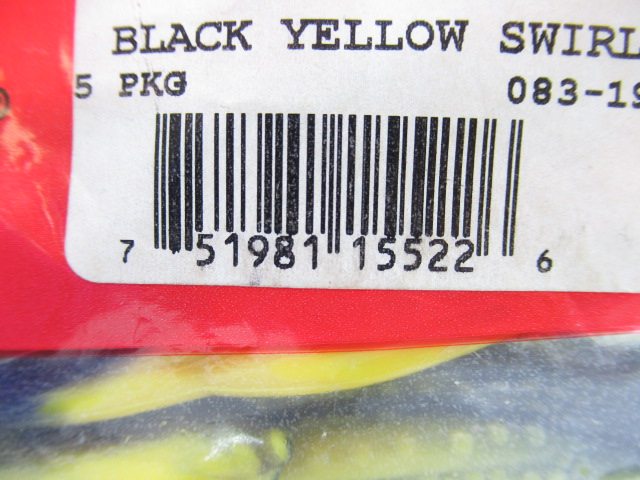 BLACK YELLOW SWIRL
5 PKG 083-19
7 51981 15522 6